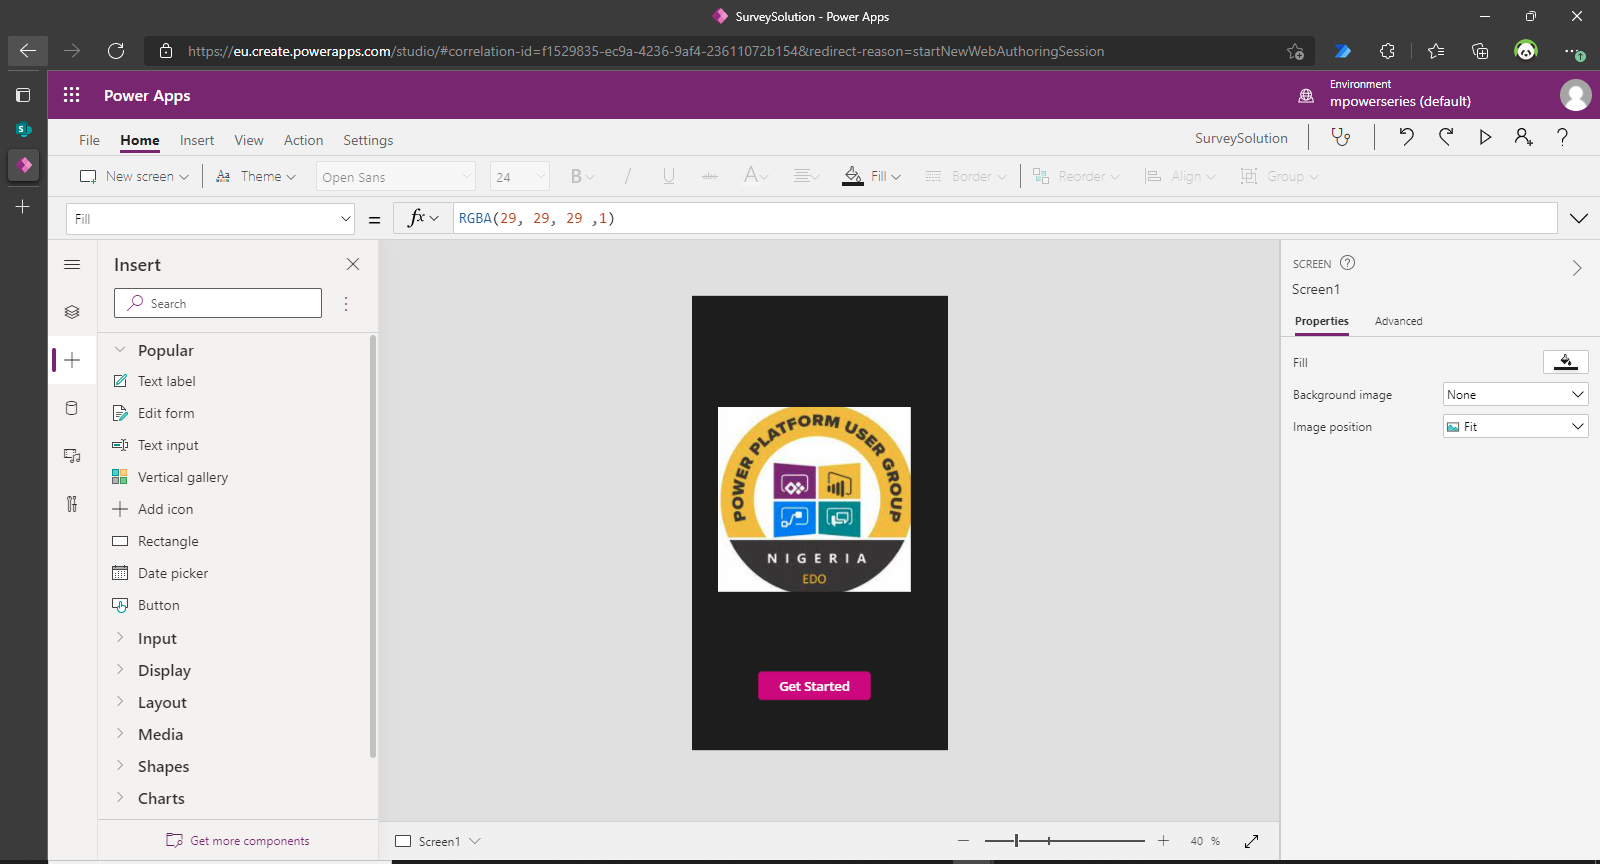 SurveySolution - Power Apps
https://eu.create.powerapps.com/studio/#correlation-id=f1529835-ec9a-4236-9af4-23611072b154&redirect-reason=startNewWebAuthoringSession
Power Apps
Environment
mpowerseries (default)
File Home Insert View Action Settings
SurveySolution
New screen Aa Theme Open Sans 24 B / U abc A Fill Border Reorder Align Group
Fill = fx RGBA(29, 29, 29 ,1)
Insert
Search
Popular
Text label
Edit form
Text input
Vertical gallery
Add icon
Rectangle
Date picker
Button
Input
Display
Layout
Media
Shapes
Charts
Get more components
POWER PLATFORM USER GROUP
NIGERIA
EDO
Get Started
Screen1
40 %
SCREEN ?
Screen1
Properties Advanced
Fill
Background image None
Image position Fit